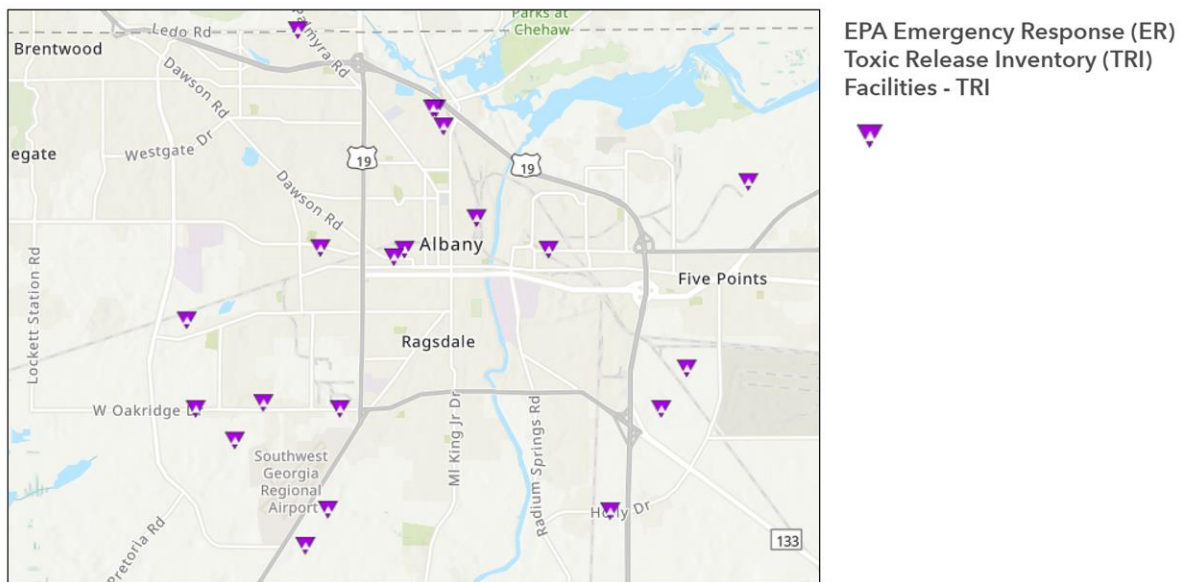 Parks at
Chehaw
EPA Emergency Response (ER)
Toxic Release Inventory (TRI)
Facilities - TRI
Ledo Rd
Palmyra Rd
Brentwood
Dawson Rd
egate
Westgate Dr
19
19
Dawson Rd
Albany
Five Points
Lockett Station Rd
Ragsdale
W Oakridge
Ml King Jr Dr
Radium Springs Rd
Southwest
Georgia
Regional
Airport
Holly Dr
133
Pretoria Rd